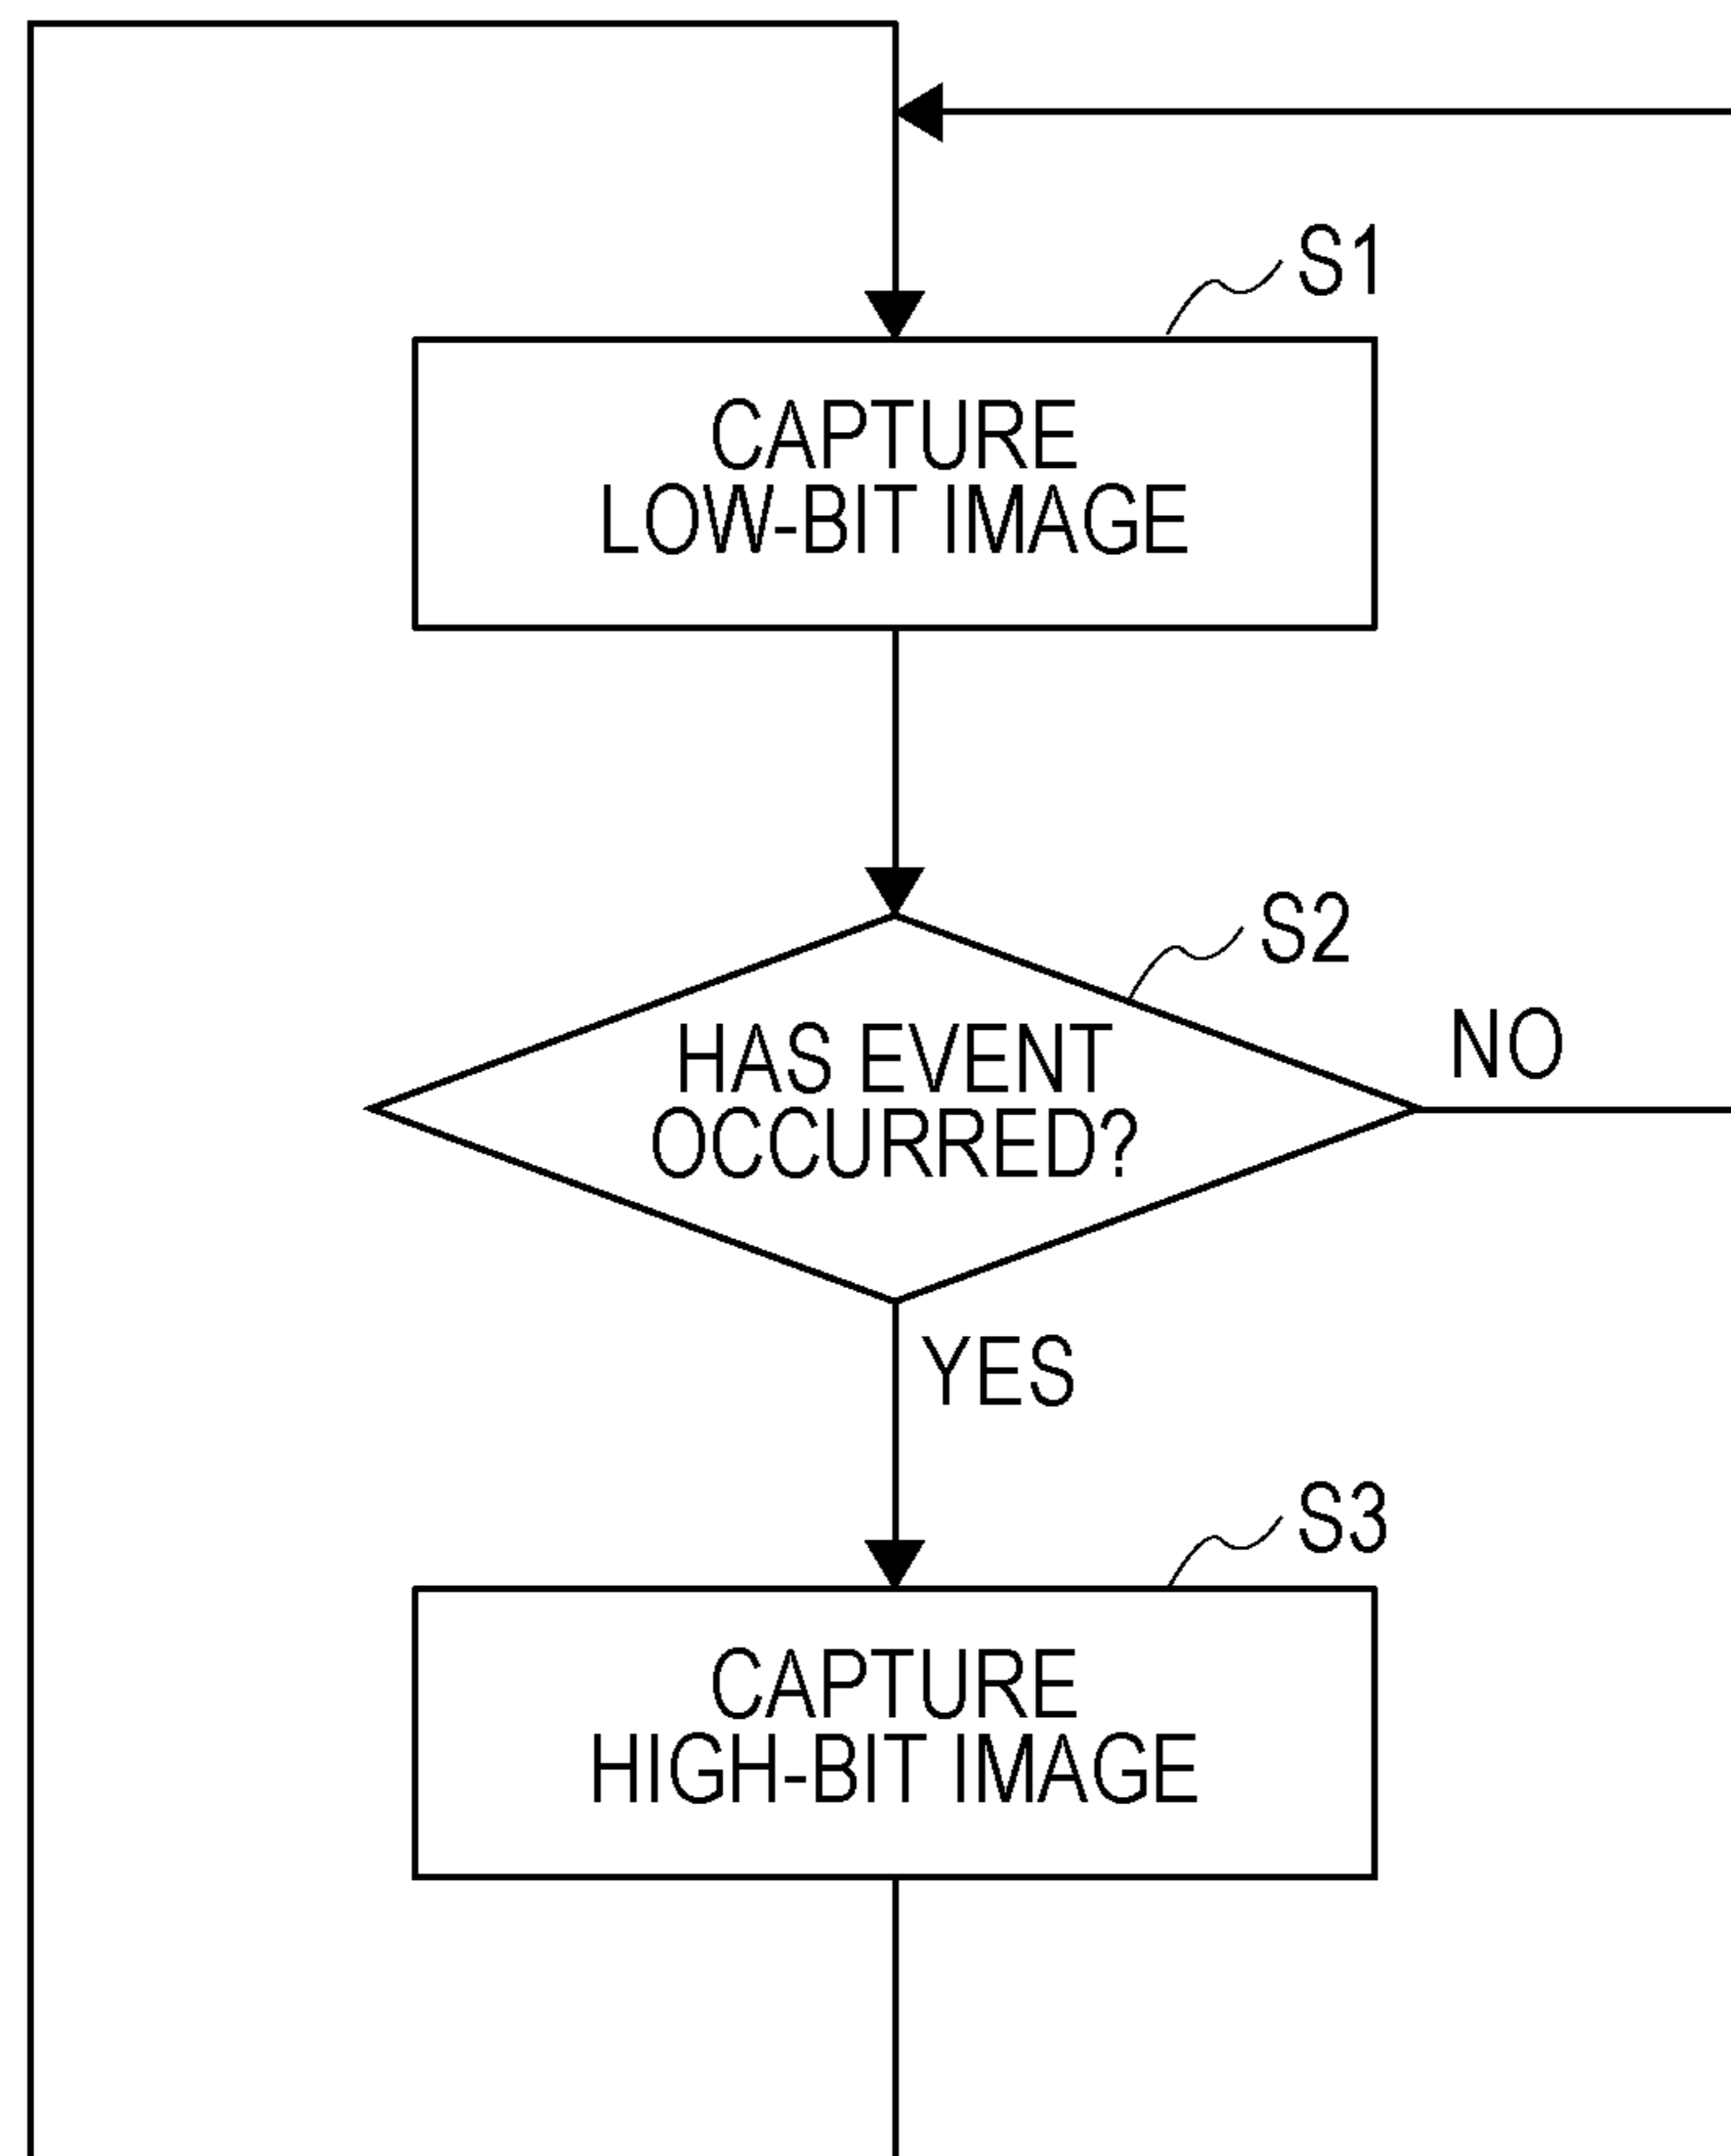 S1
CAPTURE
LOW-BIT IMAGE
S2
HAS EVENT
OCCURRED?
NO
YES
S3
CAPTURE
HIGH-BIT IMAGE